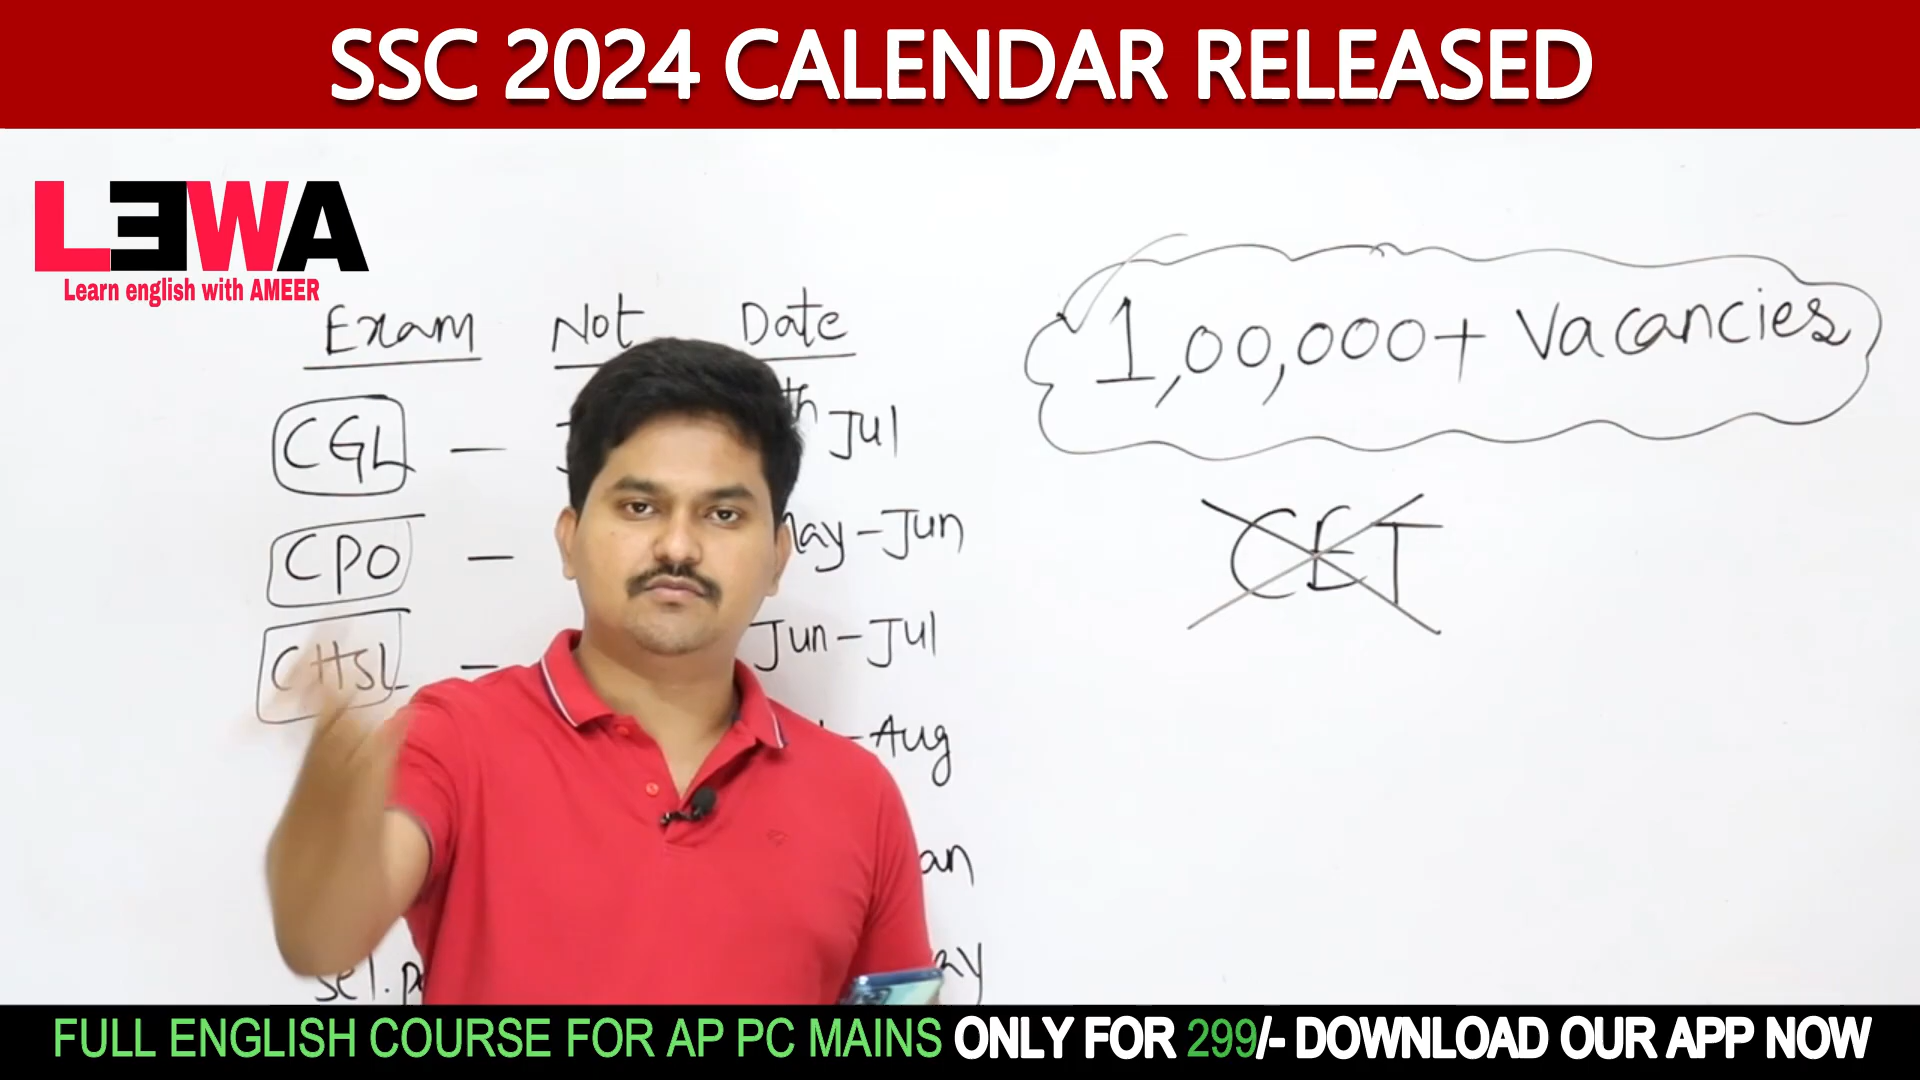 SSC 2024 CALENDAR RELEASED
LEWA
Learn english with AMEER
Exam Not Date
1,00,000+ Vacancies
CGL - Jul
CPO - May-Jun
CET
CHSL - Jun-Jul
-Aug
FULL ENGLISH COURSE FOR AP PC MAINS ONLY FOR 299/- DOWNLOAD OUR APP NOW